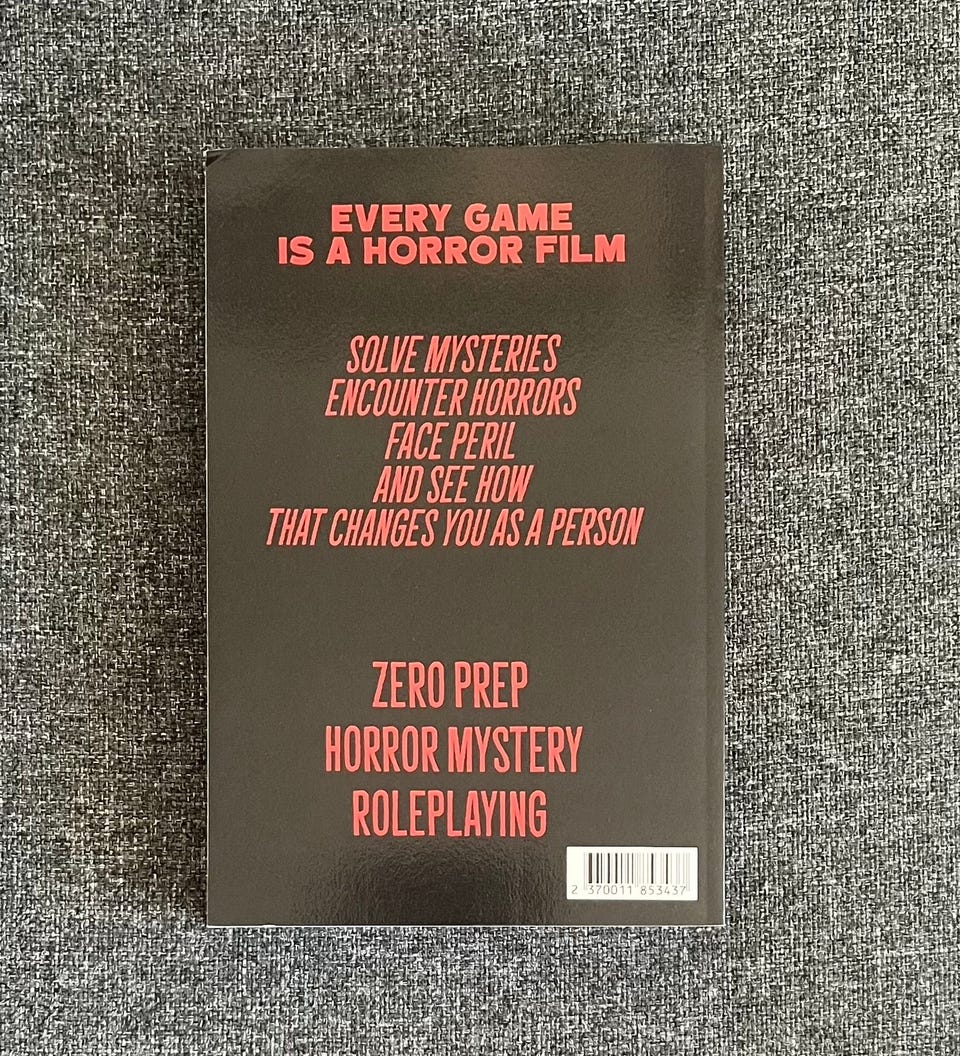 EVERY GAME
IS A HORROR FILM
SOLVE MYSTERIES
ENCOUNTER HORRORS
FACE PERIL
AND SEE HOW
THAT CHANGES YOU AS A PERSON
ZERO PREP
HORROR MYSTERY
ROLEPLAYING
2 370011 853437